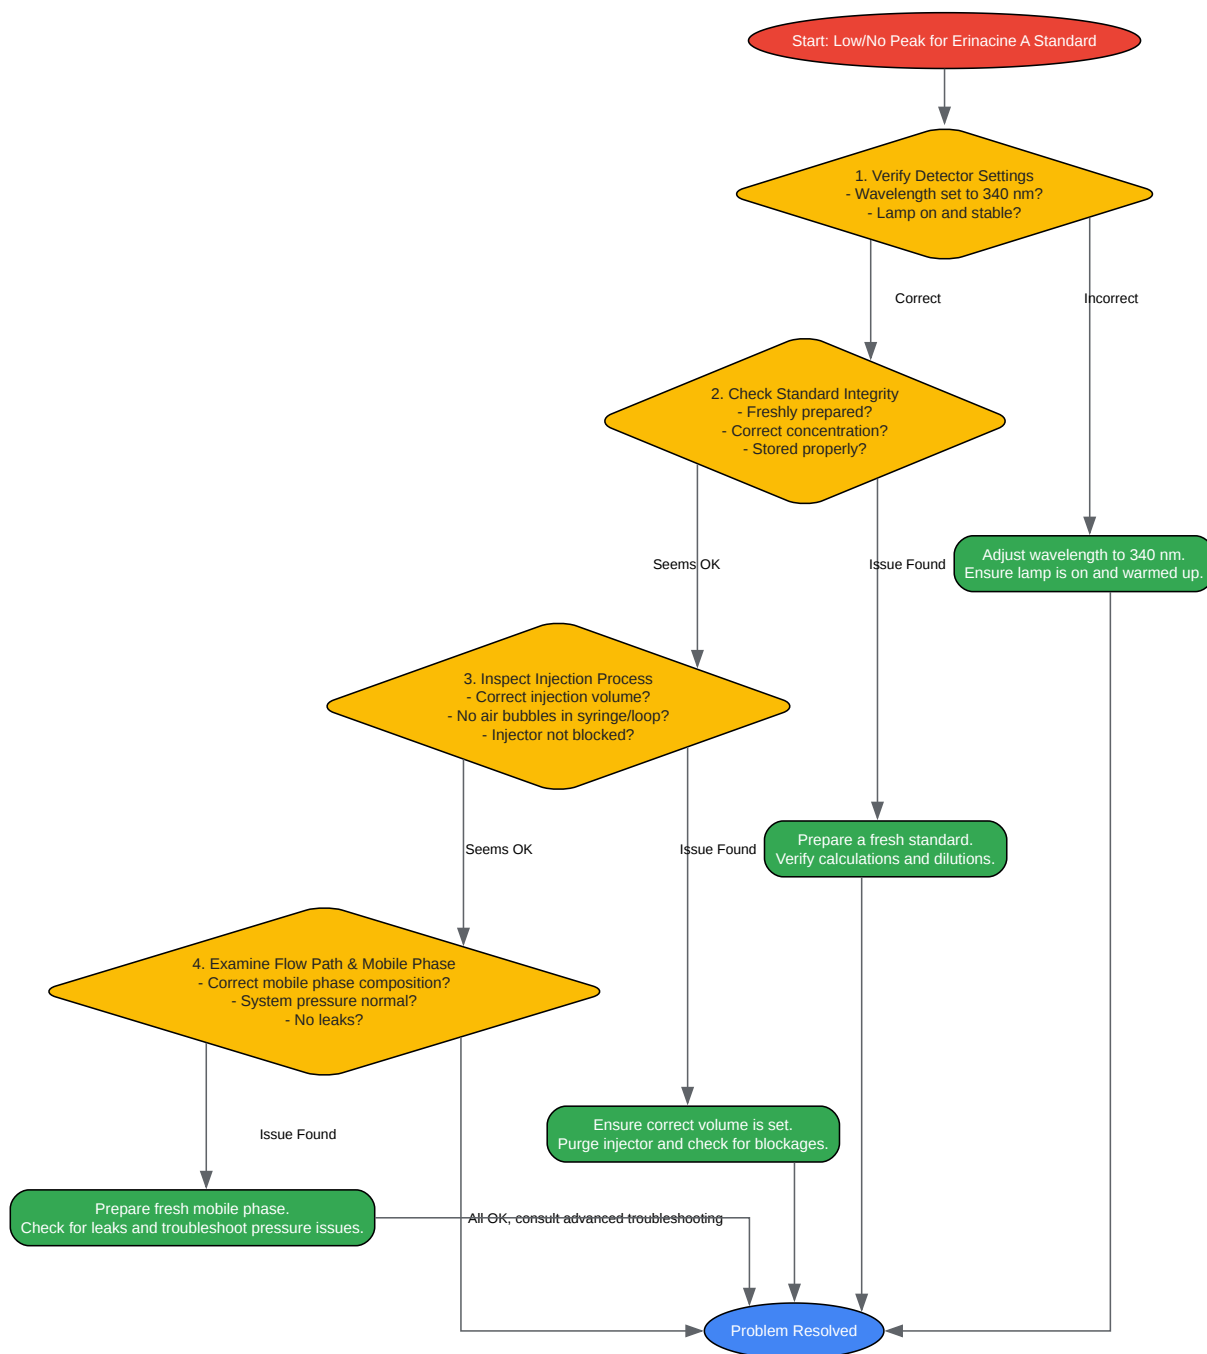 Start: Low/No Peak for Erinacine A Standard
1. Verify Detector Settings
- Wavelength set to 340 nm?
- Lamp on and stable?
Correct
Incorrect
2. Check Standard Integrity
- Freshly prepared?
- Correct concentration?
- Stored properly?
Seems OK
Issue Found
Adjust wavelength to 340 nm.
Ensure lamp is on and warmed up.
3. Inspect Injection Process
- Correct injection volume?
- No air bubbles in syringe/loop?
- Injector not blocked?
Seems OK
Issue Found
Prepare a fresh standard.
Verify calculations and dilutions.
4. Examine Flow Path & Mobile Phase
- Correct mobile phase composition?
- System pressure normal?
- No leaks?
Issue Found
Ensure correct volume is set.
Purge injector and check for blockages.
Prepare fresh mobile phase.
Check for leaks and troubleshoot pressure issues.
All OK, consult advanced troubleshooting
Problem Resolved